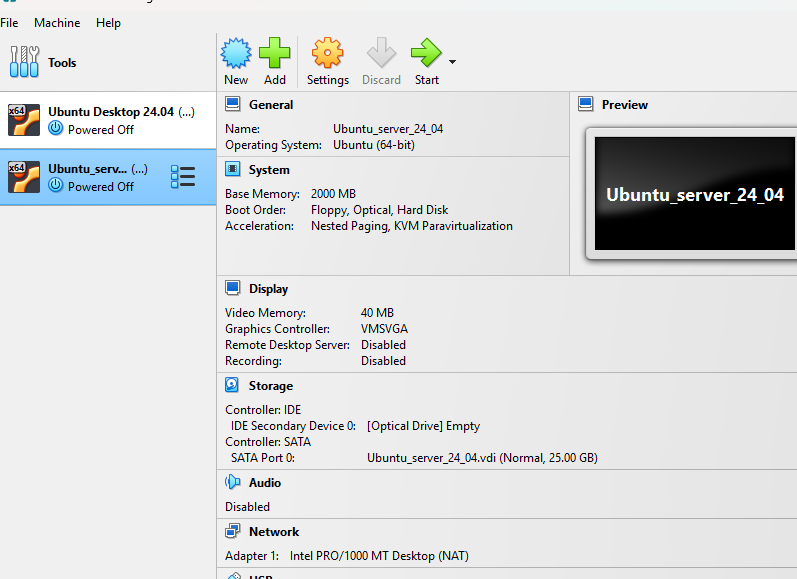 File Machine Help
Tools
New Add Settings Discard Start
x64 Ubuntu Desktop 24.04 (...)
Powered Off
x64 Ubuntu_serv... (...)
Powered Off
General
Name: Ubuntu_server_24_04
Operating System: Ubuntu (64-bit)
System
Base Memory: 2000 MB
Boot Order: Floppy, Optical, Hard Disk
Acceleration: Nested Paging, KVM Paravirtualization
Preview
Ubuntu_server_24_04
Display
Video Memory: 40 MB
Graphics Controller: VMSVGA
Remote Desktop Server: Disabled
Recording: Disabled
Storage
Controller: IDE
IDE Secondary Device 0: [Optical Drive] Empty
Controller: SATA
SATA Port 0: Ubuntu_server_24_04.vdi (Normal, 25.00 GB)
Audio
Disabled
Network
Adapter 1: Intel PRO/1000 MT Desktop (NAT)
USB